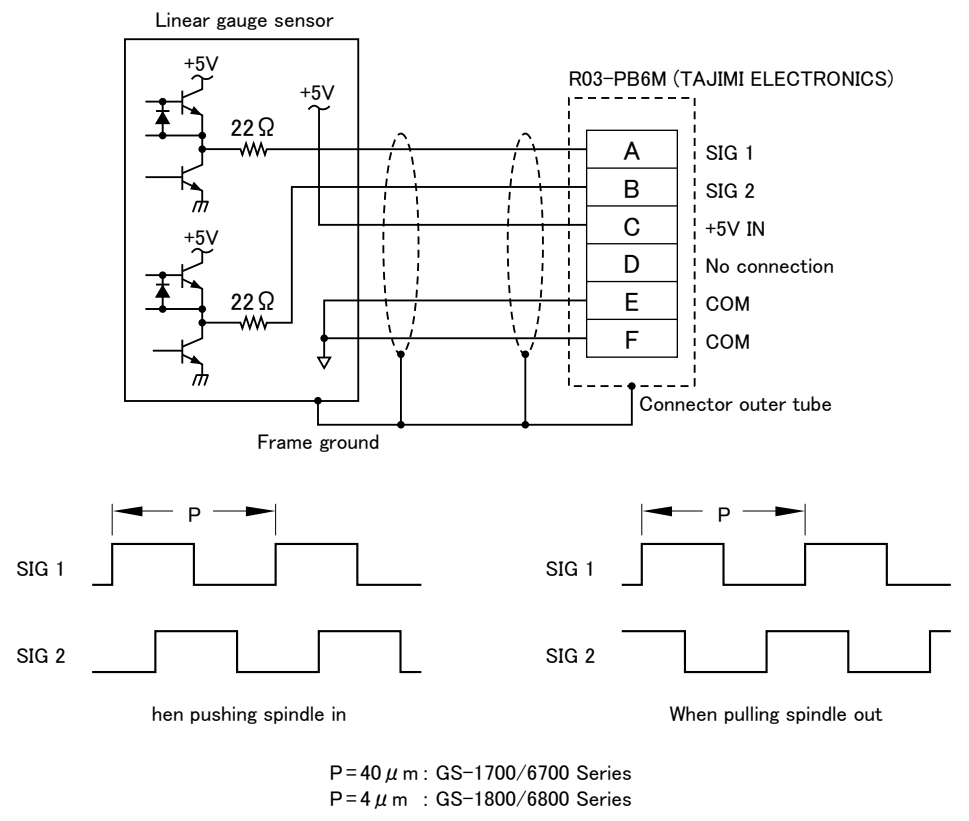 Linear gauge sensor
+5V
+5V
R03-PB6M (TAJIMI ELECTRONICS)
22Ω
A SIG 1
B SIG 2
C +5V IN
+5V
D No connection
22Ω
E COM
F COM
Connector outer tube
Frame ground
P P
SIG 1 SIG 1
SIG 2 SIG 2
hen pushing spindle in When pulling spindle out
P=40μm: GS-1700/6700 Series
P=4μm : GS-1800/6800 Series